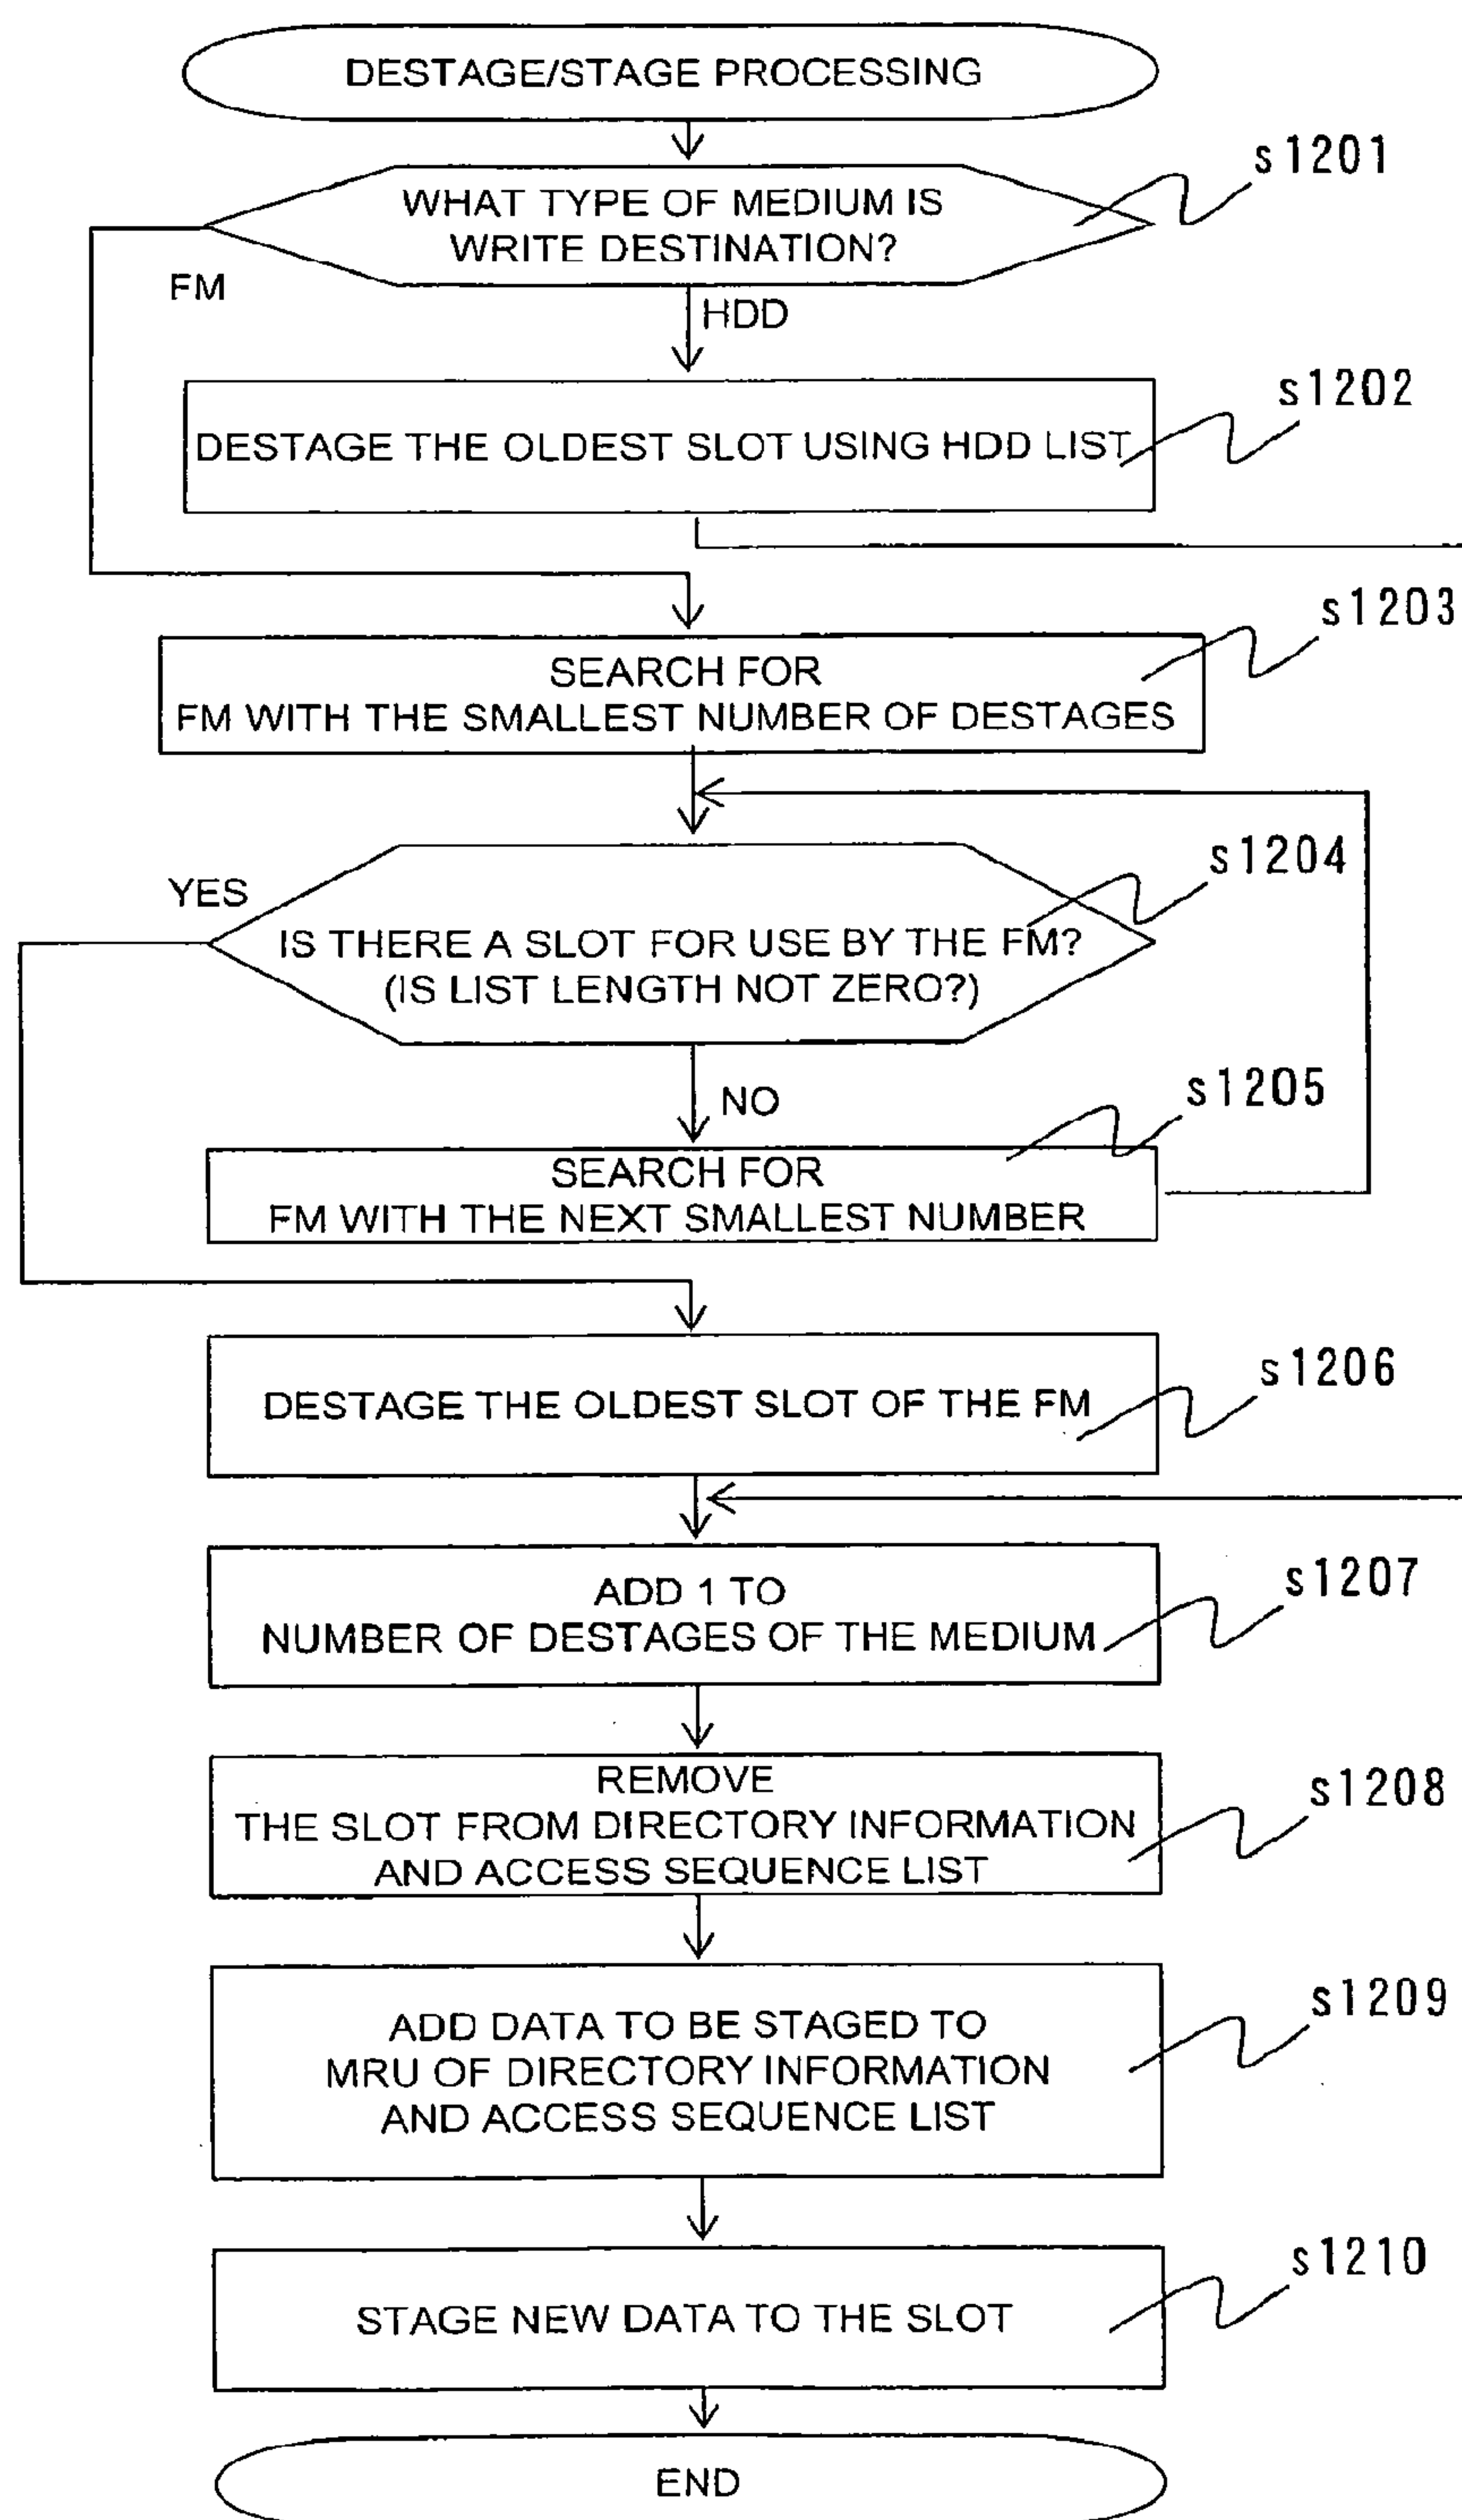 DESTAGE/STAGE PROCESSING
s1201
WHAT TYPE OF MEDIUM IS
WRITE DESTINATION?
FM
HDD
s1202
DESTAGE THE OLDEST SLOT USING HDD LIST
s1203
SEARCH FOR
FM WITH THE SMALLEST NUMBER OF DESTAGES
s1204
YES
IS THERE A SLOT FOR USE BY THE FM?
(IS LIST LENGTH NOT ZERO?)
NO
s1205
SEARCH FOR
FM WITH THE NEXT SMALLEST NUMBER
s1206
DESTAGE THE OLDEST SLOT OF THE FM
s1207
ADD 1 TO
NUMBER OF DESTAGES OF THE MEDIUM
s1208
REMOVE
THE SLOT FROM DIRECTORY INFORMATION
AND ACCESS SEQUENCE LIST
s1209
ADD DATA TO BE STAGED TO
MRU OF DIRECTORY INFORMATION
AND ACCESS SEQUENCE LIST
s1210
STAGE NEW DATA TO THE SLOT
END